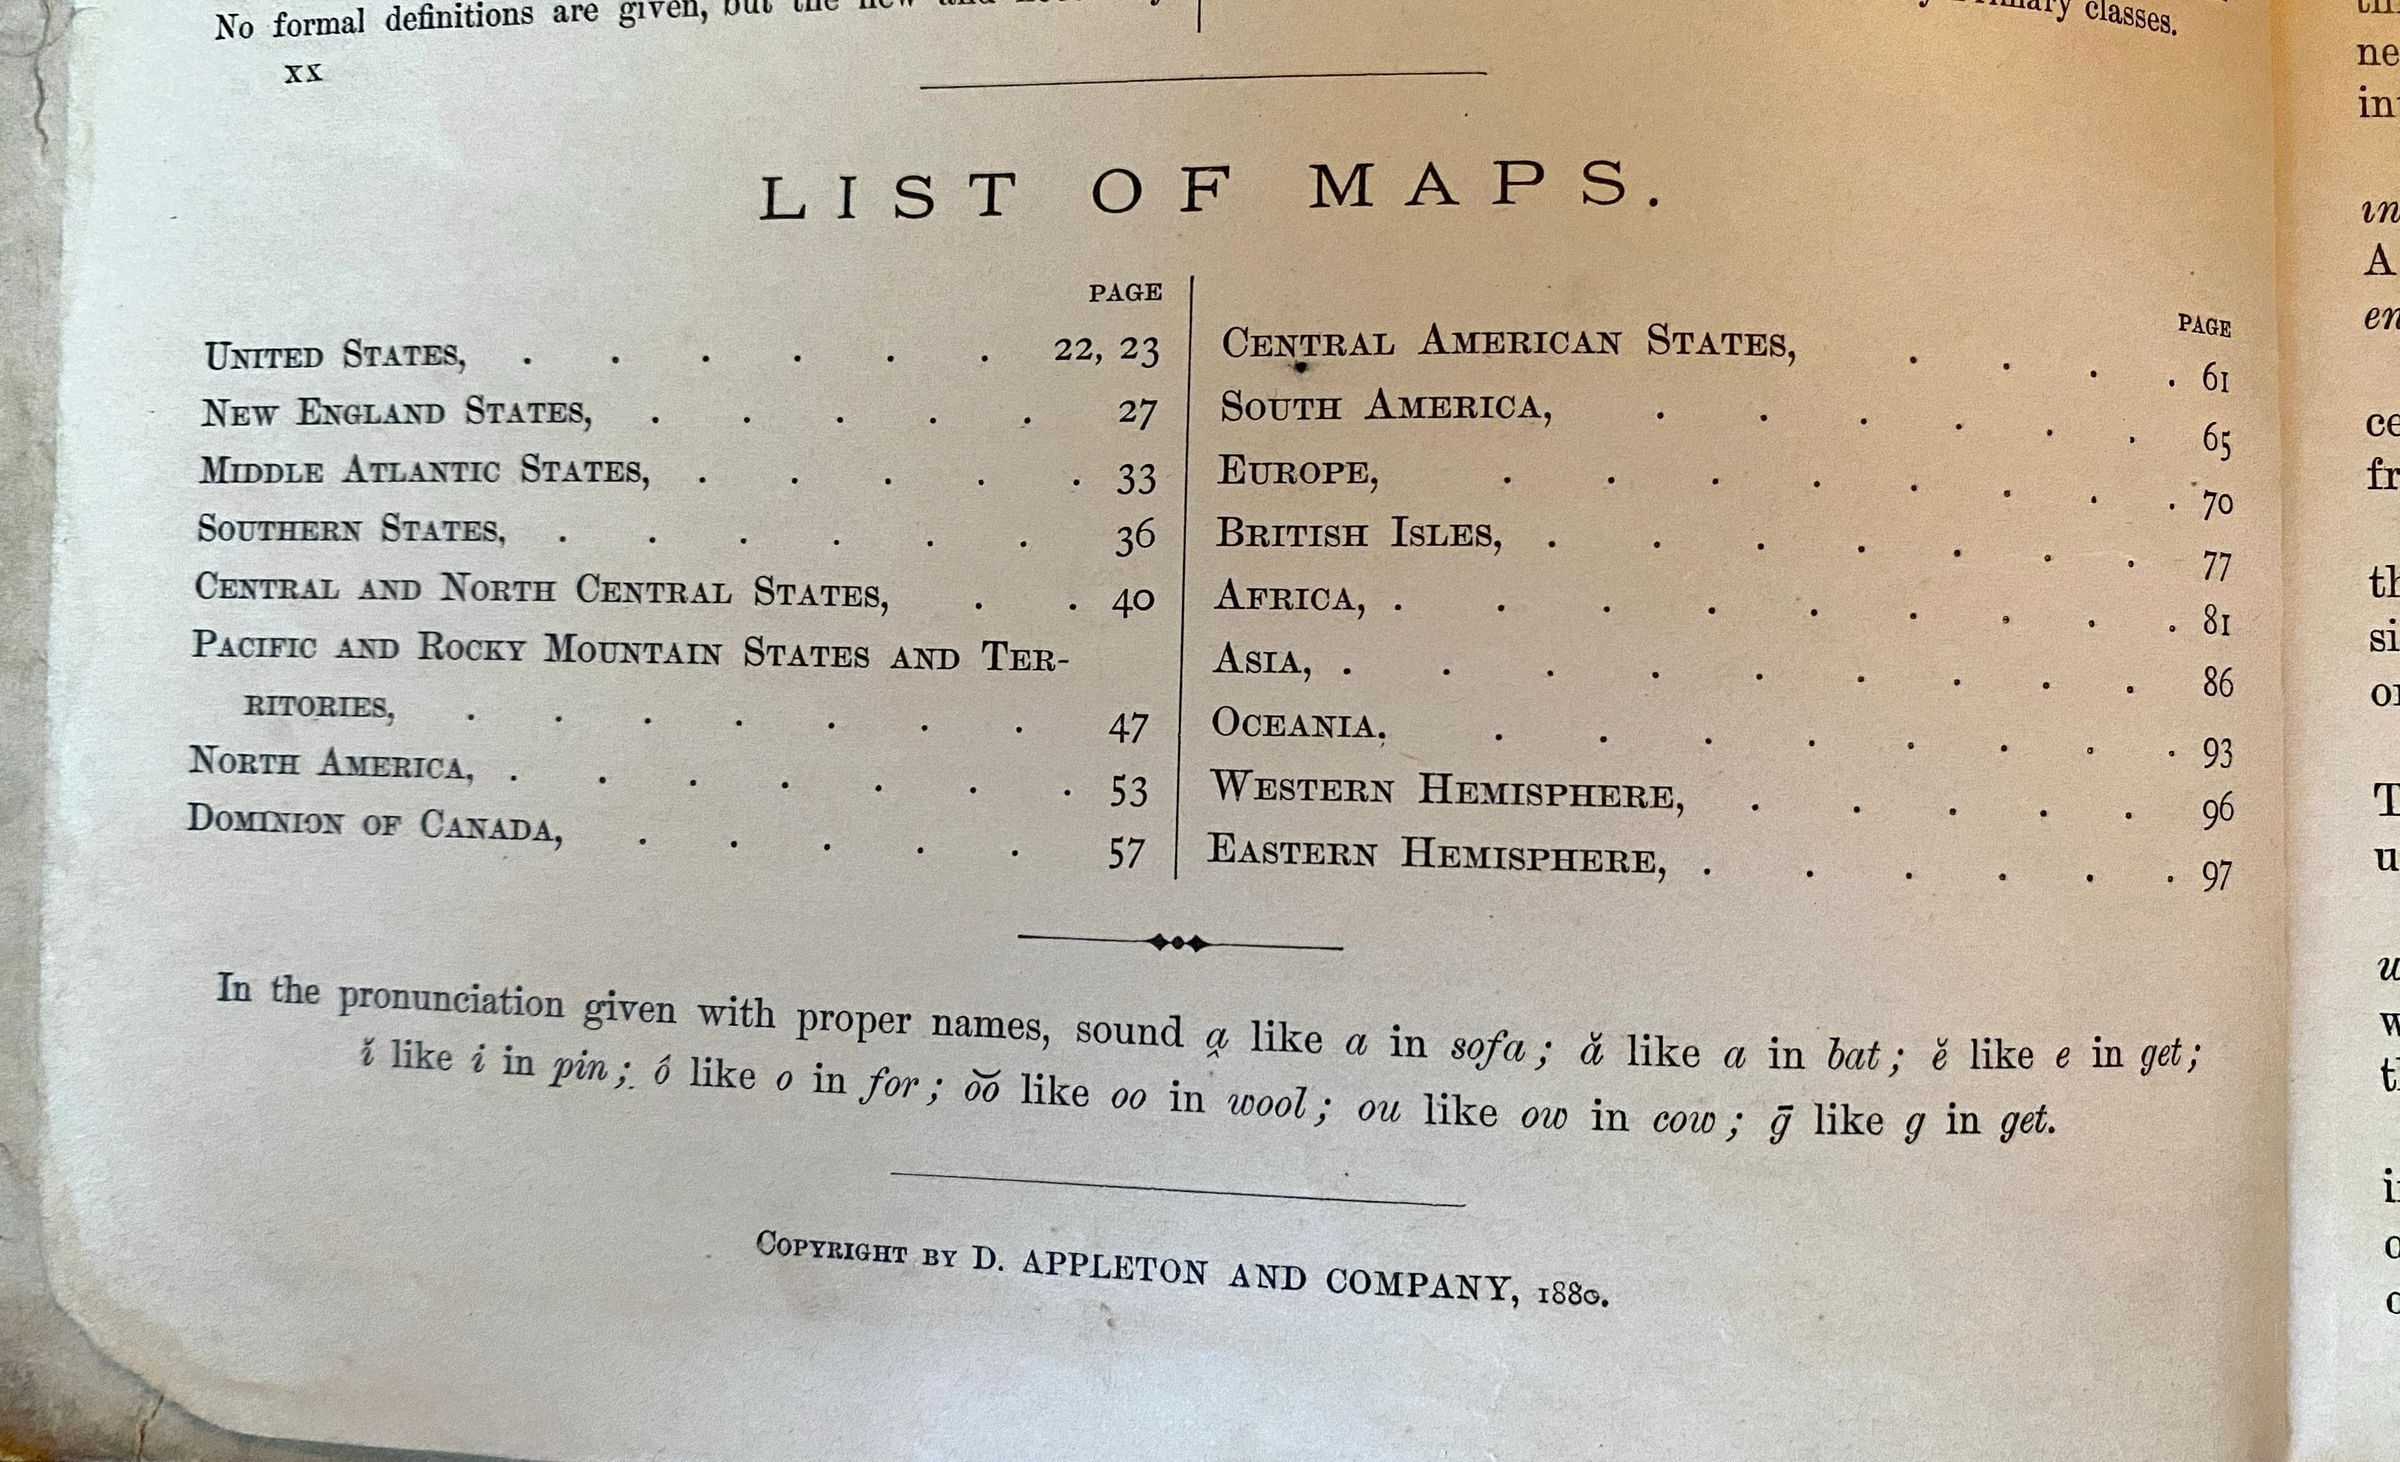 No formal definitions are given, but the new and
y Primary classes.
xx
LIST OF MAPS.
PAGE
UNITED STATES, . . . . . . 22, 23
NEW ENGLAND STATES, . . . . . 27
MIDDLE ATLANTIC STATES, . . . . . 33
SOUTHERN STATES, . . . . . . 36
CENTRAL AND NORTH CENTRAL STATES, . . 40
PACIFIC AND ROCKY MOUNTAIN STATES AND TER-
RITORIES, . . . . . . . 47
NORTH AMERICA, . . . . . . . 53
DOMINION OF CANADA, . . . . . 57
PAGE
CENTRAL AMERICAN STATES, . . . . 61
SOUTH AMERICA, . . . . . . 65
EUROPE, . . . . . . . . 70
BRITISH ISLES, . . . . . . . 77
AFRICA, . . . . . . . . . 81
ASIA, . . . . . . . . . 86
OCEANIA, . . . . . . . . 93
WESTERN HEMISPHERE, . . . . . 96
EASTERN HEMISPHERE, . . . . . . 97
In the pronunciation given with proper names, sound a̭ like a in sofa; ă like a in bat; ĕ like e in get;
ĭ like i in pin; ô like o in for; o͝o like oo in wool; ou like ow in cow; ḡ like g in get.
COPYRIGHT BY D. APPLETON AND COMPANY, 1880.